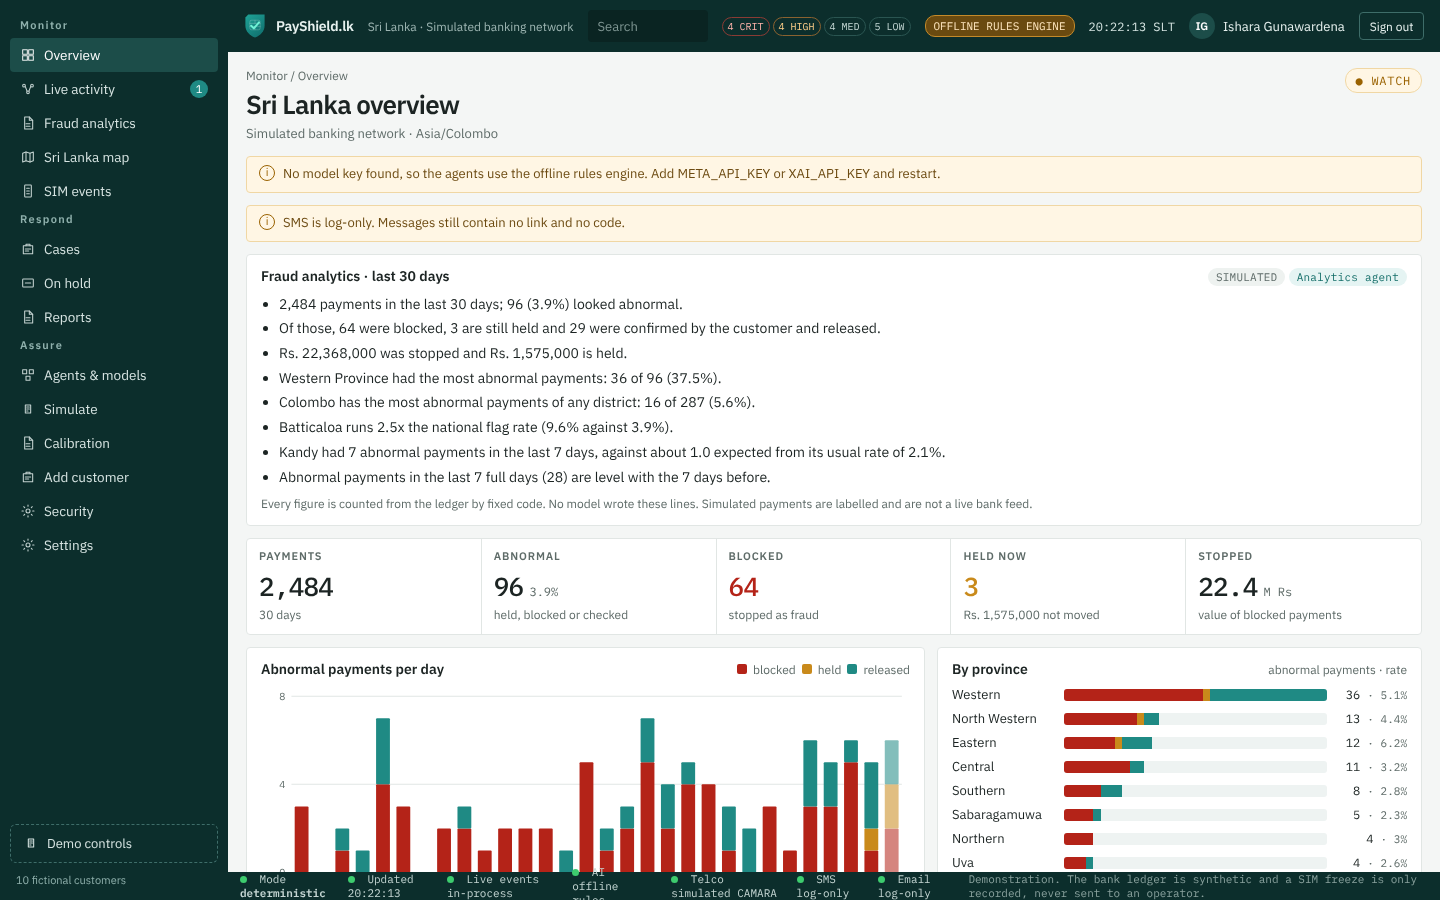 Monitor
Overview
Live activity 1
Fraud analytics
Sri Lanka map
SIM events
Respond
Cases
On hold
Reports
Assure
Agents & models
Simulate
Calibration
Add customer
Security
Settings
Demo controls
10 fictional customers
PayShield.lk Sri Lanka · Simulated banking network Search 4 CRIT 4 HIGH 4 MED 5 LOW OFFLINE RULES ENGINE 20:22:13 SLT IG Ishara Gunawardena Sign out
Monitor / Overview
WATCH
Sri Lanka overview
Simulated banking network · Asia/Colombo
No model key found, so the agents use the offline rules engine. Add META_API_KEY or XAI_API_KEY and restart.
SMS is log-only. Messages still contain no link and no code.
Fraud analytics · last 30 days SIMULATED Analytics agent
2,484 payments in the last 30 days; 96 (3.9%) looked abnormal.
Of those, 64 were blocked, 3 are still held and 29 were confirmed by the customer and released.
Rs. 22,368,000 was stopped and Rs. 1,575,000 is held.
Western Province had the most abnormal payments: 36 of 96 (37.5%).
Colombo has the most abnormal payments of any district: 16 of 287 (5.6%).
Batticaloa runs 2.5x the national flag rate (9.6% against 3.9%).
Kandy had 7 abnormal payments in the last 7 days, against about 1.0 expected from its usual rate of 2.1%.
Abnormal payments in the last 7 full days (28) are level with the 7 days before.
Every figure is counted from the ledger by fixed code. No model wrote these lines. Simulated payments are labelled and are not a live bank feed.
PAYMENTS
2,484
30 days
ABNORMAL
96 3.9%
held, blocked or checked
BLOCKED
64
stopped as fraud
HELD NOW
3
Rs. 1,575,000 not moved
STOPPED
22.4 M Rs
value of blocked payments
Abnormal payments per day blocked held released
8
4
By province abnormal payments · rate
Western 36 · 5.1%
North Western 13 · 4.4%
Eastern 12 · 6.2%
Central 11 · 3.2%
Southern 8 · 2.8%
Sabaragamuwa 5 · 2.3%
Northern 4 · 3%
Uva 4 · 2.6%
Mode
deterministic
Updated
20:22:13
Live events
in-process
AI
offline
rules
Telco
simulated CAMARA
SMS
log-only
Email
log-only
Demonstration. The bank ledger is synthetic and a SIM freeze is only
recorded, never sent to an operator.